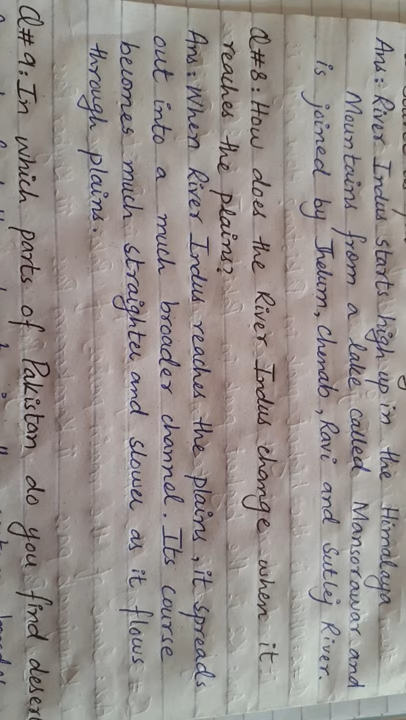 Ans: River Indus starts high up in the Himalaya
Mountains from a lake called Mansorawar and
is joined by Jhelum, chenab, Ravi and Sutlej River.
Q#8: How does the River Indus change when it
reaches the plains?
Ans: When River Indus reaches the plains, it spreads
out into a much broader channel. Its course
becomes much straighter and slower as it flows
through plains.
Q#9: In which parts of Pakistan do you find desert